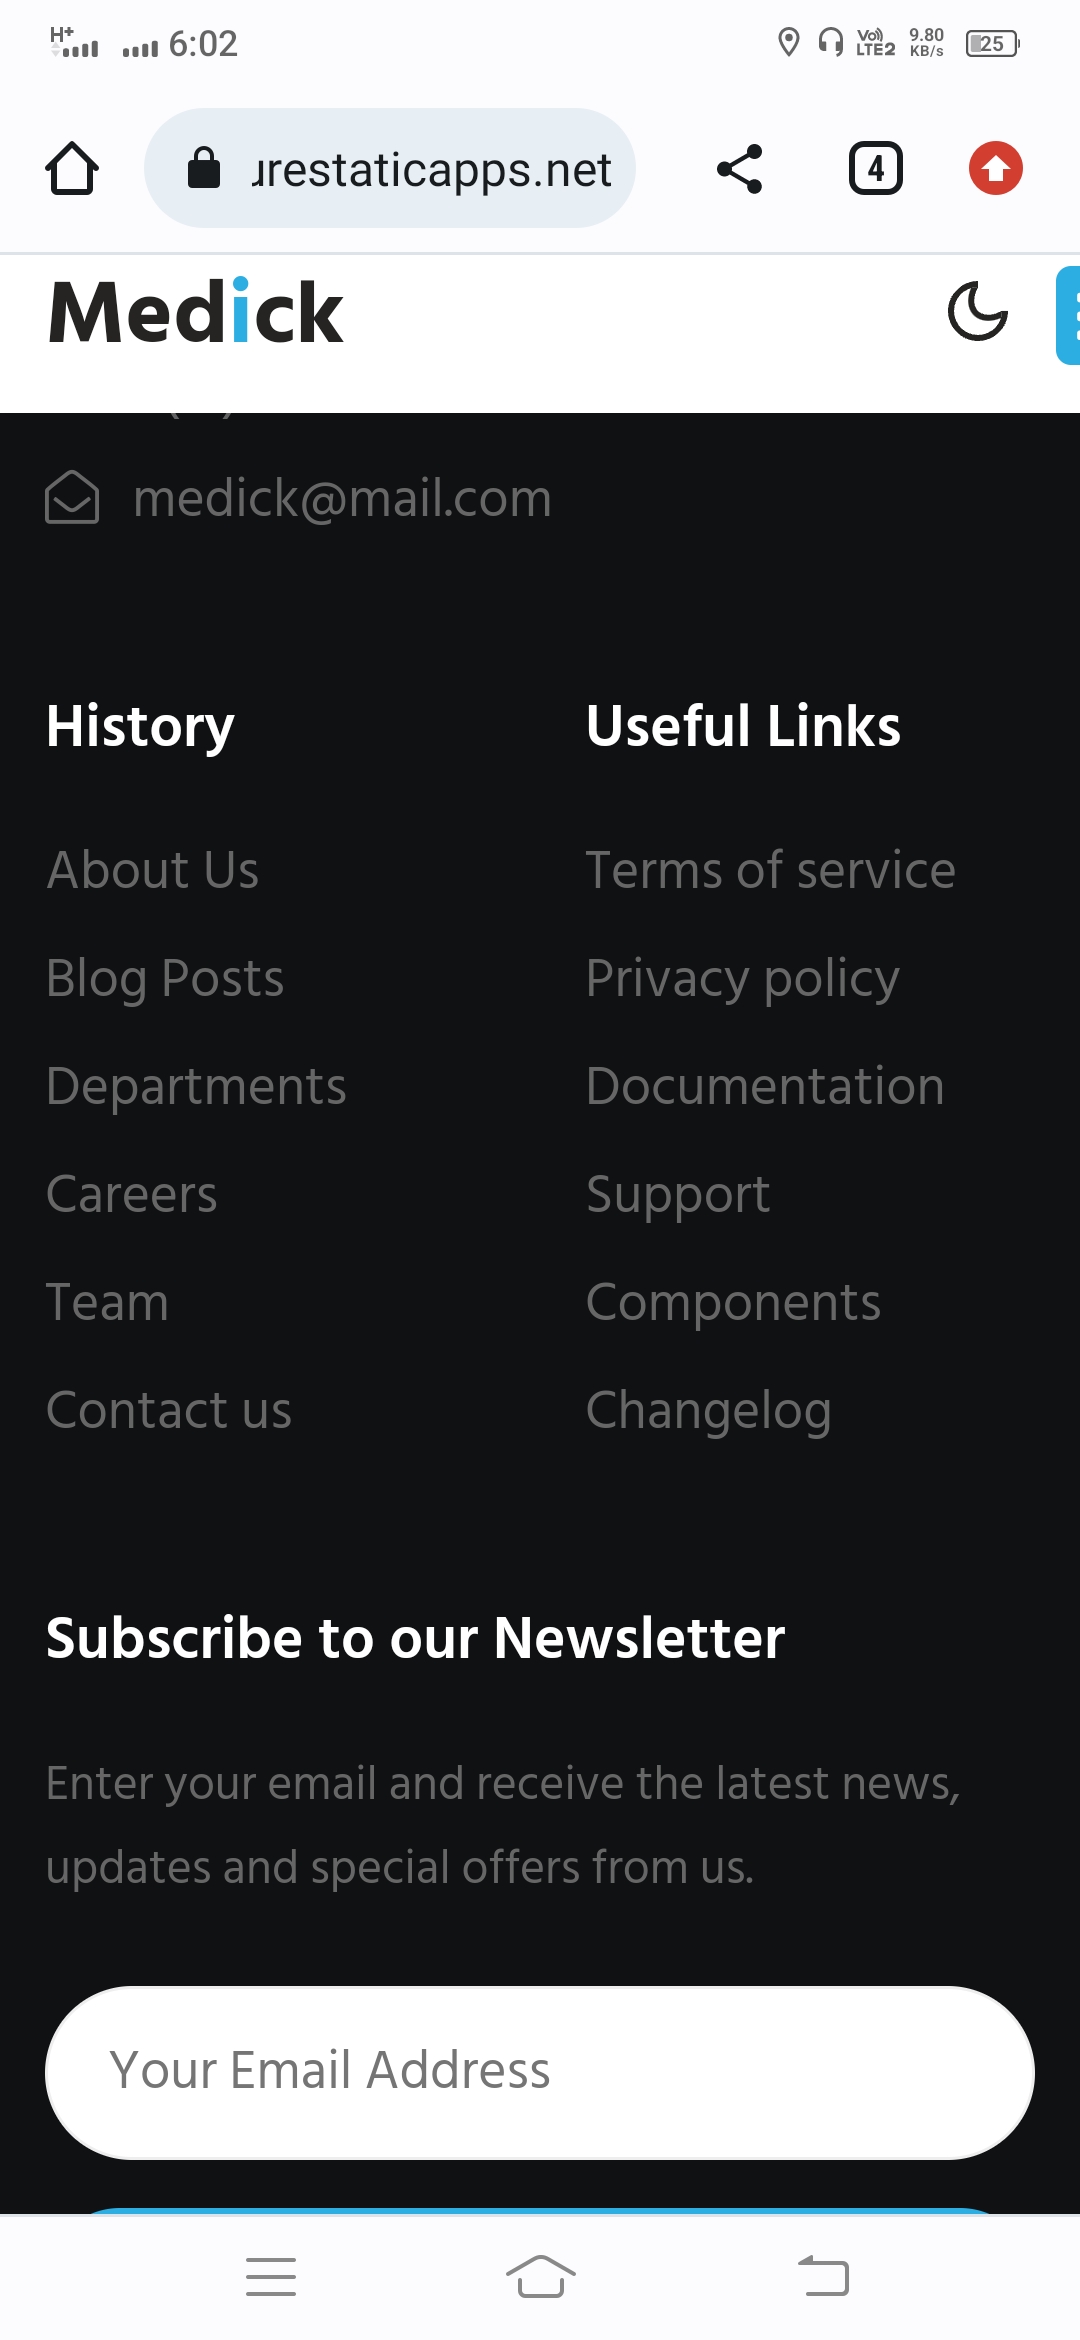 H+ 6:02 Vo)) LTE2 9.80 KB/s 25
urestaticapps.net 4
Medick
medick@mail.com
History
Useful Links
About Us
Terms of service
Blog Posts
Privacy policy
Departments
Documentation
Careers
Support
Team
Components
Contact us
Changelog
Subscribe to our Newsletter
Enter your email and receive the latest news,
updates and special offers from us.
Your Email Address